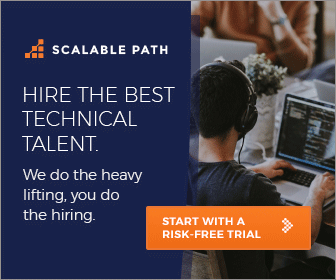 SCALABLE PATH
HIRE THE BEST
TECHNICAL
TALENT.
We do the heavy
lifting, you do
the hiring.
START WITH A
RISK-FREE TRIAL